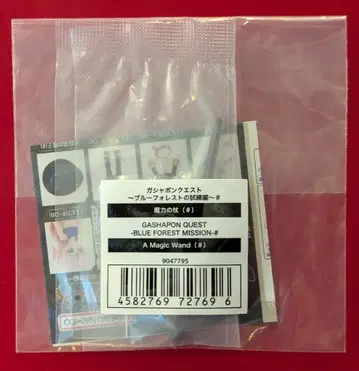 ガシャポンクエスト
~ブルーフォレストの試練編~#
魔力の杖(#)
GASHAPON QUEST
-BLUE FOREST MISSION-#
A Magic Wand(#)
9047795
4582769 72769 6